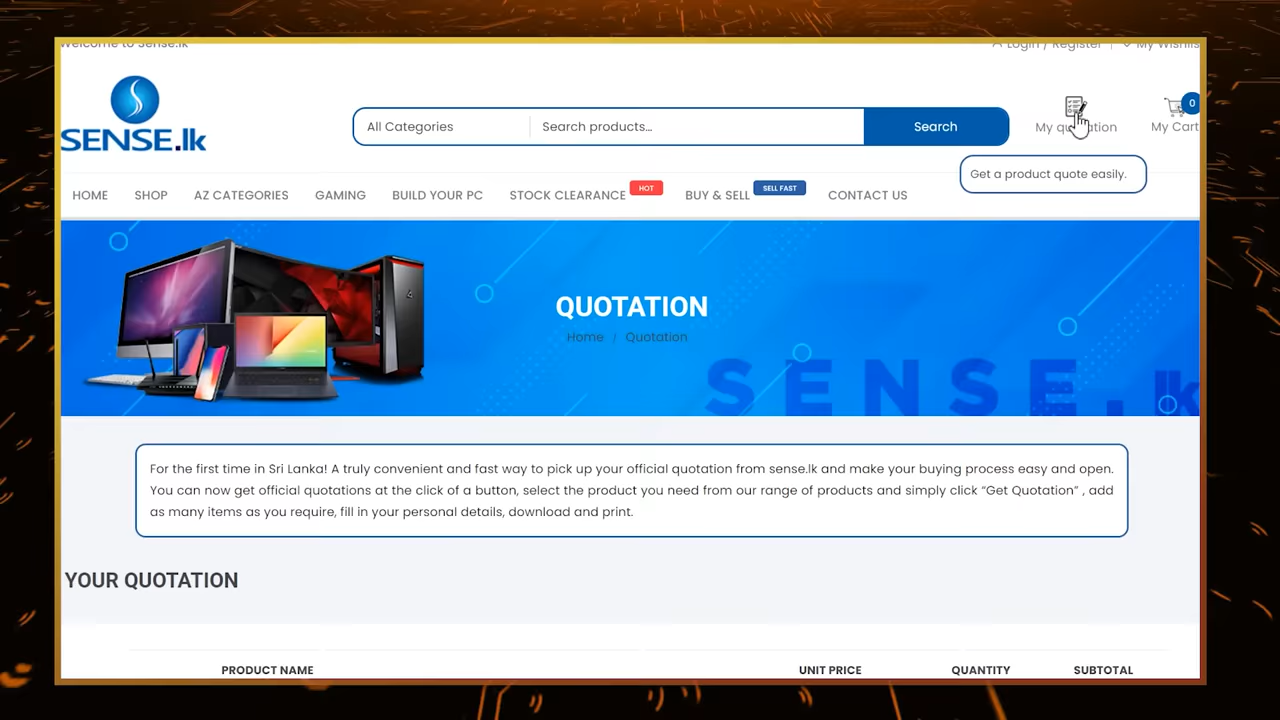 Welcome to Sense.lk
Login / Register
My Wishlis
SENSE.lk
All Categories
Search products...
Search
My quotation
0
My Cart
Get a product quote easily.
HOME
SHOP
AZ CATEGORIES
GAMING
BUILD YOUR PC
STOCK CLEARANCE
HOT
BUY & SELL
SELL FAST
CONTACT US
QUOTATION
Home / Quotation
SENSE.lk
For the first time in Sri Lanka! A truly convenient and fast way to pick up your official quotation from sense.lk and make your buying process easy and open.
You can now get official quotations at the click of a button, select the product you need from our range of products and simply click “Get Quotation” , add
as many items as you require, fill in your personal details, download and print.
YOUR QUOTATION
PRODUCT NAME
UNIT PRICE
QUANTITY
SUBTOTAL